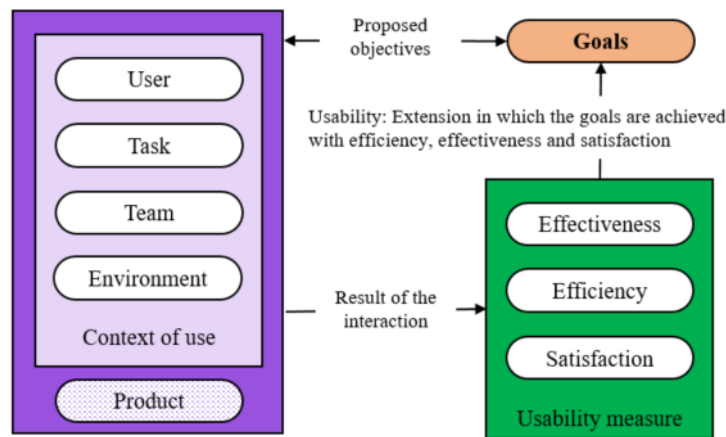 User
Task
Team
Environment
Context of use
Product
Proposed
objectives
Goals
Usability: Extension in which the goals are achieved
with efficiency, effectiveness and satisfaction
Result of the
interaction
Effectiveness
Efficiency
Satisfaction
Usability measure